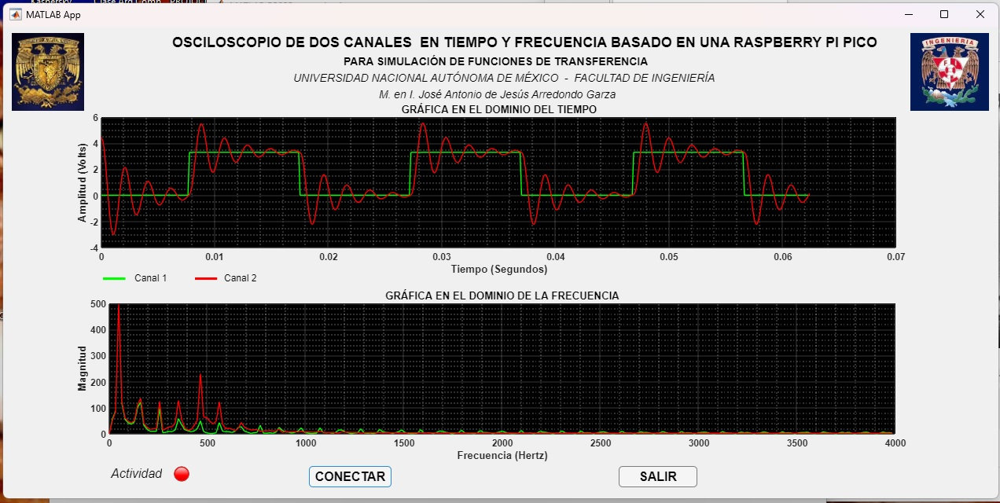 MATLAB App
OSCILOSCOPIO DE DOS CANALES EN TIEMPO Y FRECUENCIA BASADO EN UNA RASPBERRY PI PICO
PARA SIMULACIÓN DE FUNCIONES DE TRANSFERENCIA
UNIVERSIDAD NACIONAL AUTÓNOMA DE MÉXICO - FACULTAD DE INGENIERÍA
M. en I. José Antonio de Jesús Arredondo Garza
INGENIERIA
GRÁFICA EN EL DOMINIO DEL TIEMPO
Amplitud (Volts)
6
4
2
0
-2
-4
0 0.01 0.02 0.03 0.04 0.05 0.06 0.07
Tiempo (Segundos)
Canal 1 Canal 2
GRÁFICA EN EL DOMINIO DE LA FRECUENCIA
Magnitud
500
400
300
200
100
0
0 500 1000 1500 2000 2500 3000 3500 4000
Frecuencia (Hertz)
Actividad
CONECTAR
SALIR